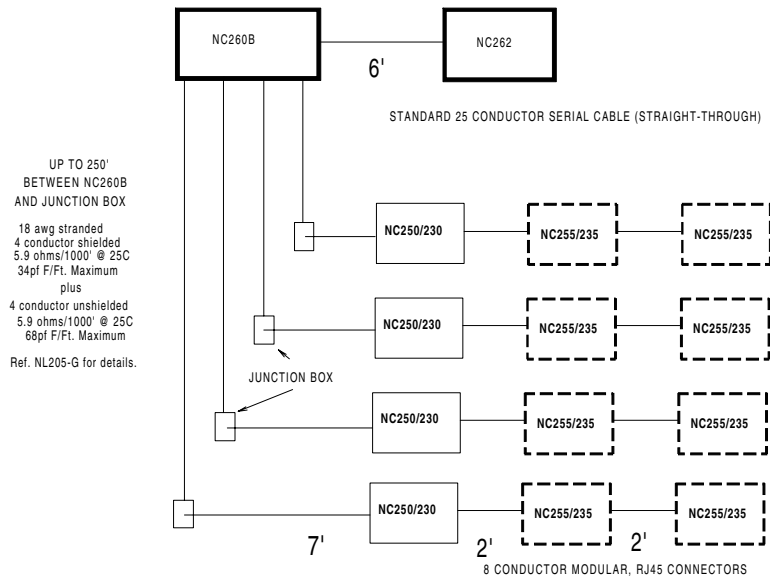 NC260B
NC262
6'
STANDARD 25 CONDUCTOR SERIAL CABLE (STRAIGHT-THROUGH)
UP TO 250'
BETWEEN NC260B
AND JUNCTION BOX
18 awg stranded
4 conductor shielded
5.9 ohms/1000' @ 25C
34pf F/Ft. Maximum
plus
4 conductor unshielded
5.9 ohms/1000' @ 25C
68pf F/Ft. Maximum
Ref. NL205-G for details.
NC250/230
NC255/235
NC255/235
NC250/230
NC255/235
NC255/235
JUNCTION BOX
NC250/230
NC255/235
NC255/235
NC250/230
NC255/235
NC255/235
7'
2'
2'
8 CONDUCTOR MODULAR, RJ45 CONNECTORS